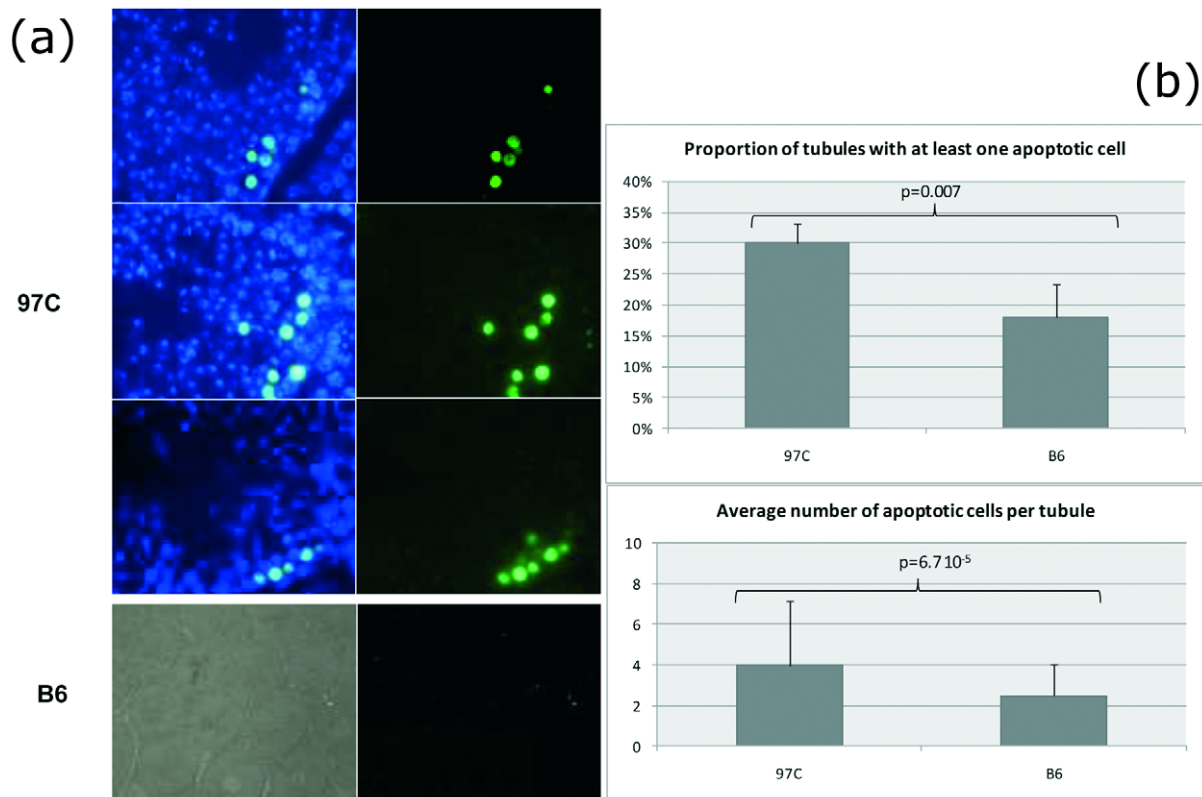 (a)
97C
B6
(b)
Proportion of tubules with at least one apoptotic cell
40%
35%
30%
25%
20%
15%
10%
5%
0%
p=0.007
97C B6
Average number of apoptotic cells per tubule
10
8
6
4
2
0
p=6.710-5
97C B6